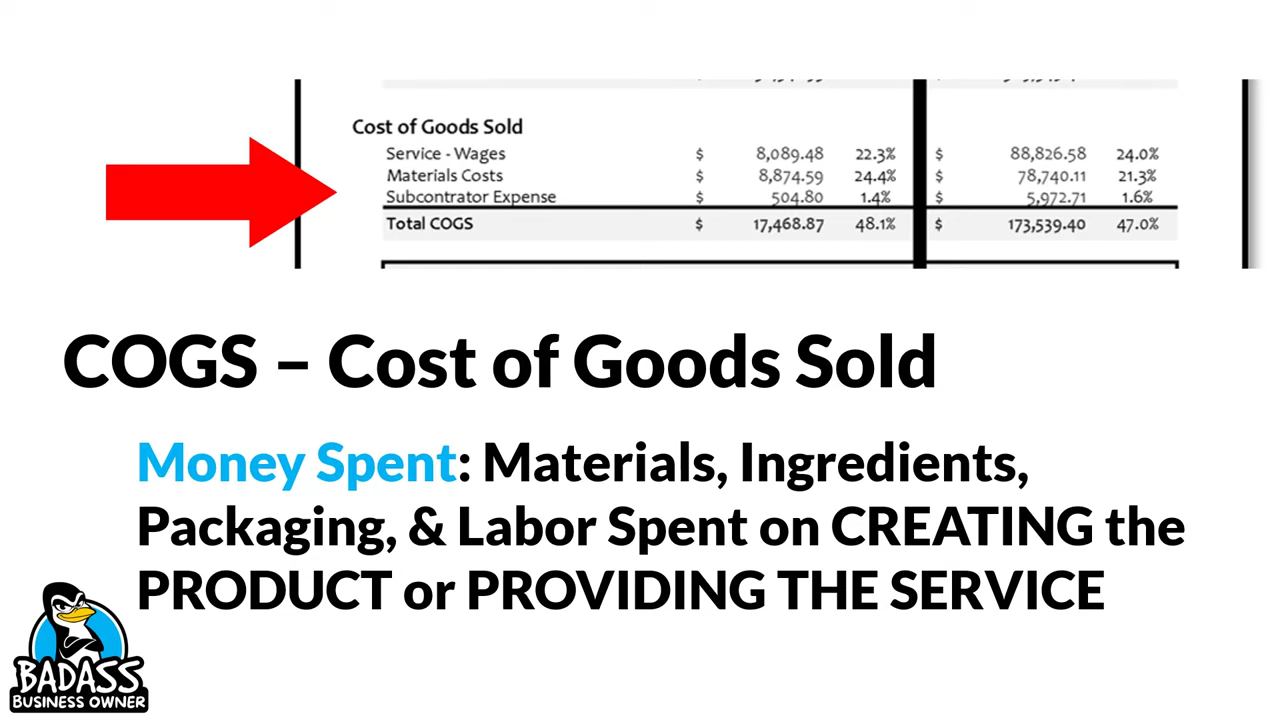 Cost of Goods Sold
Service - Wages $ 8,089.48 22.3% $ 88,826.58 24.0%
Materials Costs $ 8,874.59 24.4% $ 78,740.11 21.3%
Subcontrator Expense $ 504.80 1.4% $ 5,972.71 1.6%
Total COGS $ 17,468.87 48.1% $ 173,539.40 47.0%
COGS – Cost of Goods Sold
Money Spent: Materials, Ingredients,
Packaging, & Labor Spent on CREATING the
PRODUCT or PROVIDING THE SERVICE
BADASS
BUSINESS OWNER